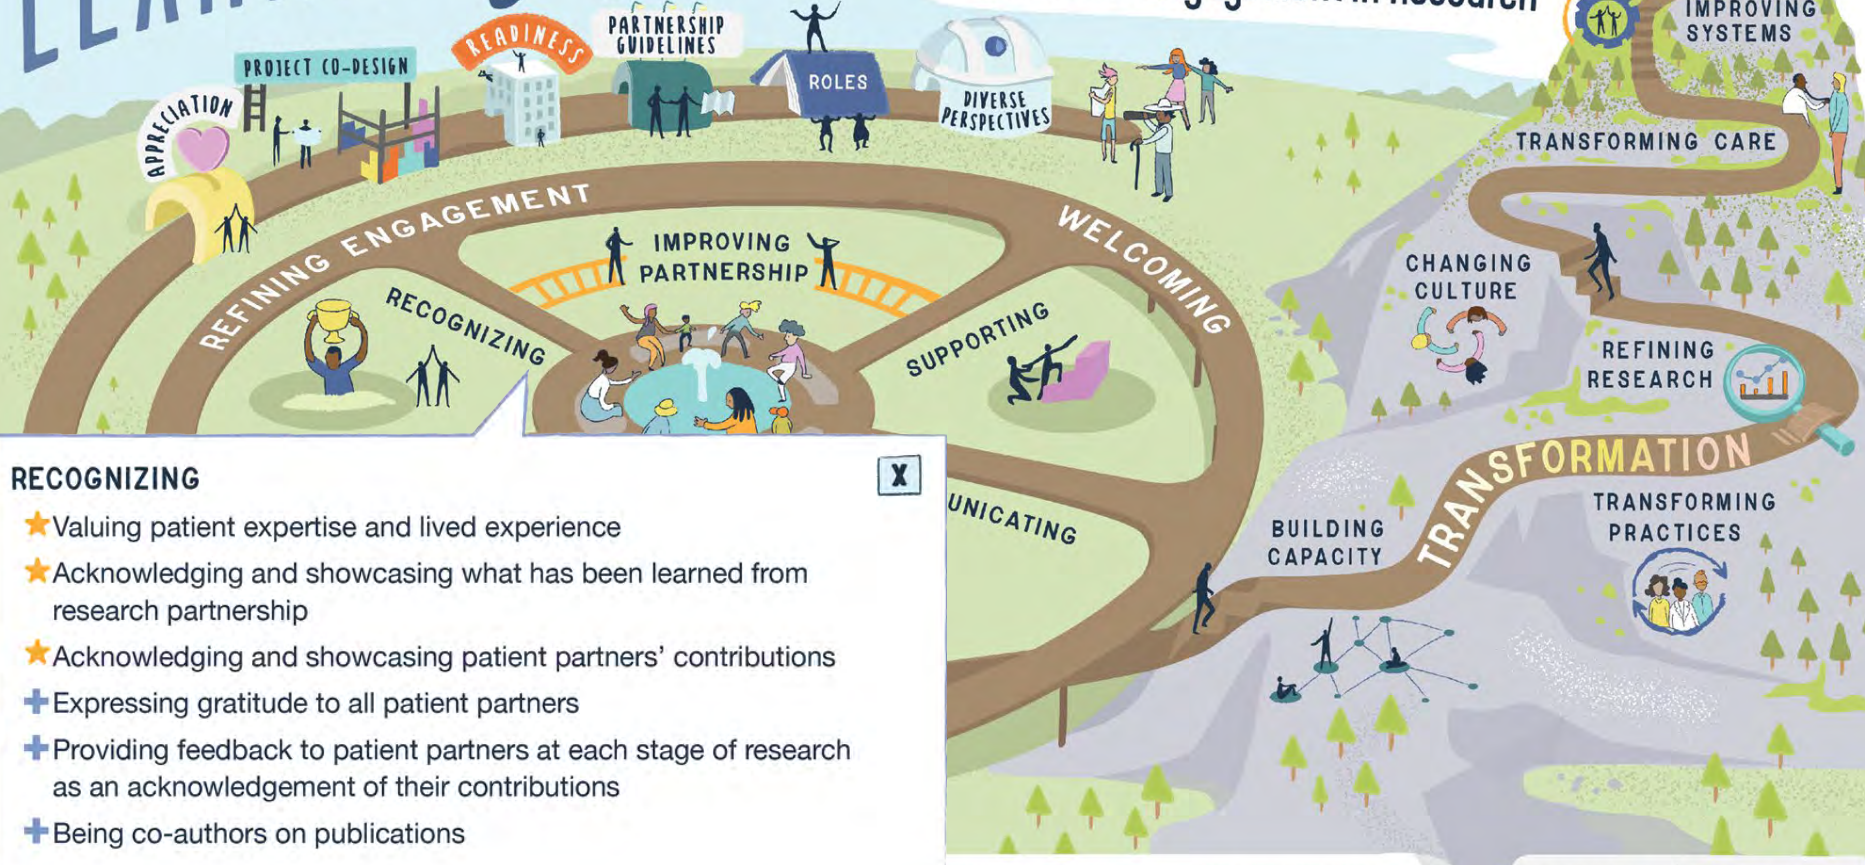 PARTNERSHIP
GUIDELINES
READINESS
PROJECT CO-DESIGN
APPRECIATION
ROLES
DIVERSE
PERSPECTIVES
IMPROVING
SYSTEMS
TRANSFORMING CARE
REFINING ENGAGEMENT
WELCOMING
IMPROVING
PARTNERSHIP
RECOGNIZING
SUPPORTING
CHANGING
CULTURE
REFINING
RESEARCH
TRANSFORMATION
TRANSFORMING
PRACTICES
BUILDING
CAPACITY
UNICATING
RECOGNIZING
X
Valuing patient expertise and lived experience
Acknowledging and showcasing what has been learned from
research partnership
Acknowledging and showcasing patient partners’ contributions
Expressing gratitude to all patient partners
Providing feedback to patient partners at each stage of research
as an acknowledgement of their contributions
Being co-authors on publications